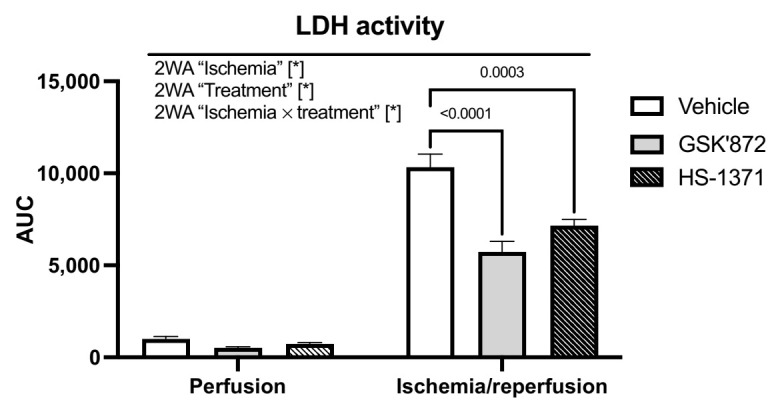 LDH activity
2WA “Ischemia” [*]
2WA “Treatment” [*]
2WA “Ischemia × treatment” [*]
0.0003
<0.0001
15,000
10,000
5,000
0
AUC
Perfusion
Ischemia/reperfusion
Vehicle
GSK'872
HS-1371